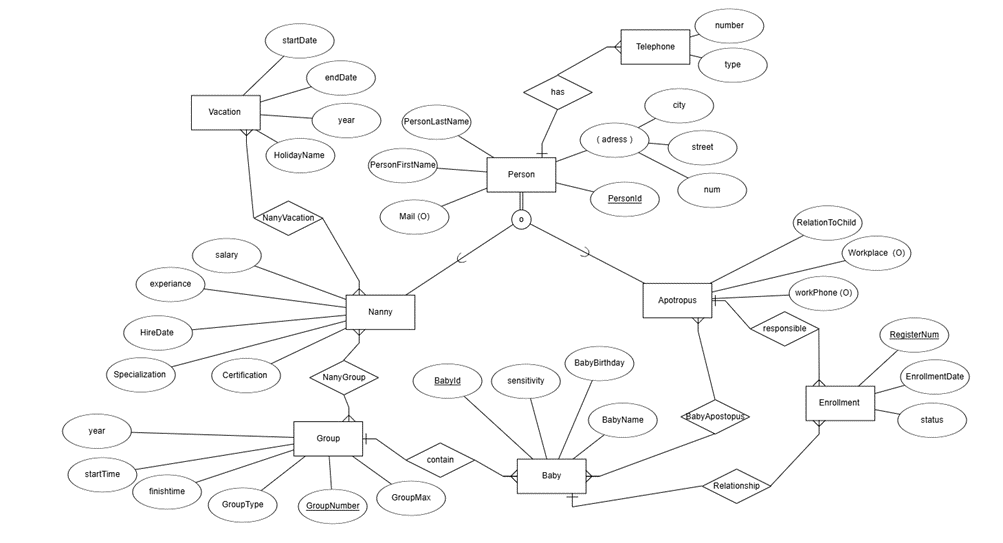 number
startDate
Telephone
type
endDate
has
city
Vacation
year
PersonLastName
( adress )
street
HolidayName
PersonFirstName
Person
num
PersonId
Mail (O)
NanyVacation
o
RelationToChild
salary
Workplace (O)
experiance
workPhone (O)
Apotropus
Nanny
HireDate
responsible
RegisterNum
Specialization
Certification
NanyGroup
BabyId
sensitivity
BabyBirthday
EnrollmentDate
Enrollment
BabyApostopus
BabyName
status
year
Group
contain
startTime
Baby
finishtime
Relationship
GroupType
GroupNumber
GroupMax